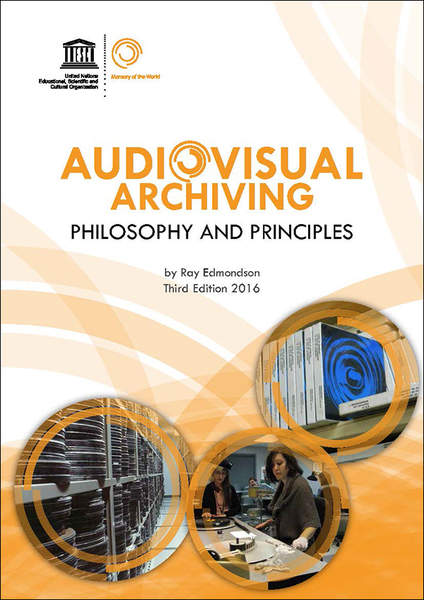 United Nations
Educational, Scientific and
Cultural Organization
Memory of the World
AUDIOVISUAL
ARCHIVING
PHILOSOPHY AND PRINCIPLES
by Ray Edmondson
Third Edition 2016